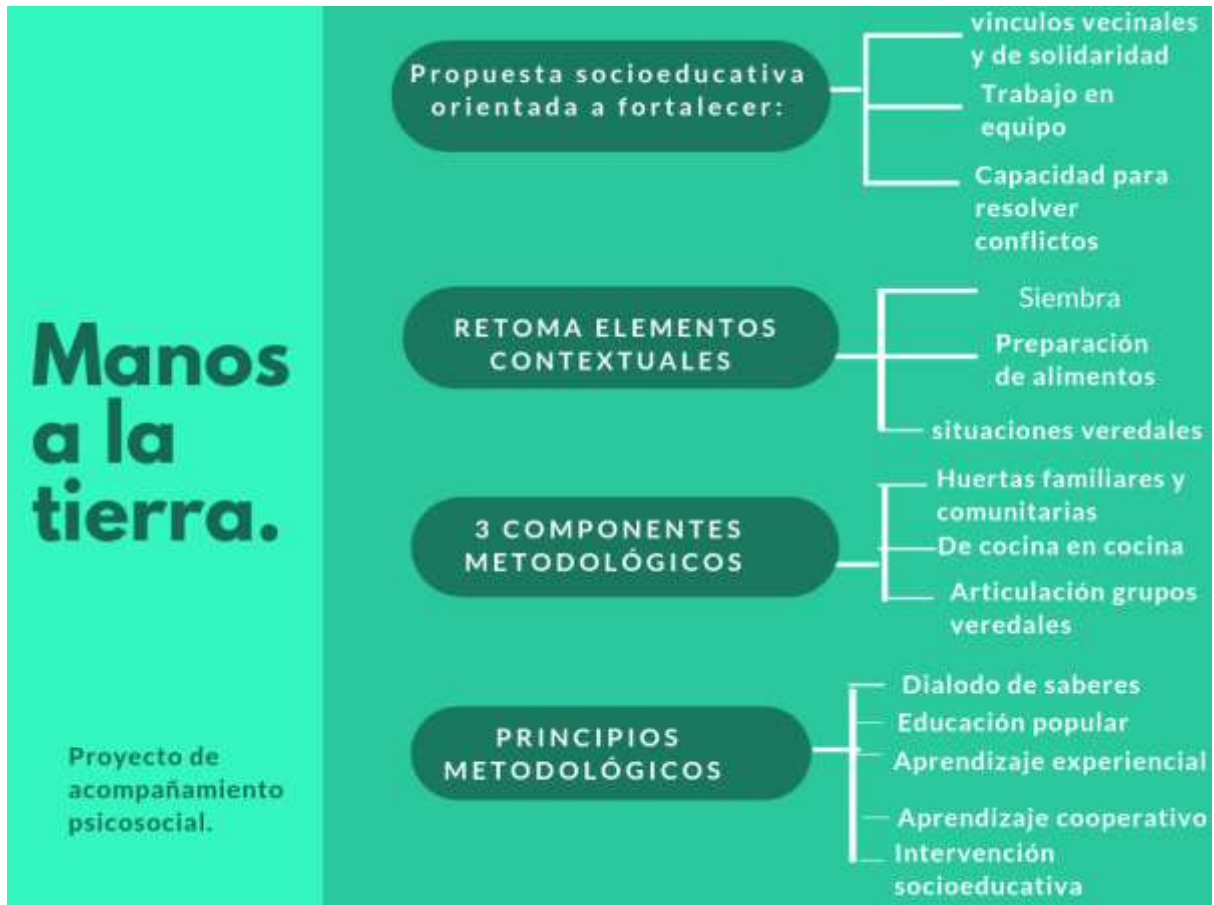 Manos
a la
tierra.
Proyecto de
acompañamiento
psicosocial.
Propuesta socioeducativa
orientada a fortalecer:
vinculos vecinales
y de solidaridad
Trabajo en
equipo
Capacidad para
resolver
conflictos
RETOMA ELEMENTOS
CONTEXTUALES
Siembra
Preparación
de alimentos
situaciones veredales
3 COMPONENTES
METODOLÓGICOS
Huertas familiares y
comunitarias
De cocina en cocina
Articulación grupos
veredales
PRINCIPIOS
METODOLÓGICOS
Dialodo de saberes
Educación popular
Aprendizaje experiencial
Aprendizaje cooperativo
Intervención
socioeducativa